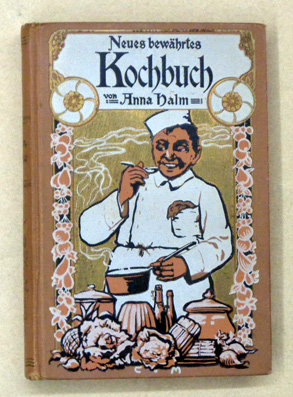 Neues bewährtes
Kochbuch
von Anna Halm
C M